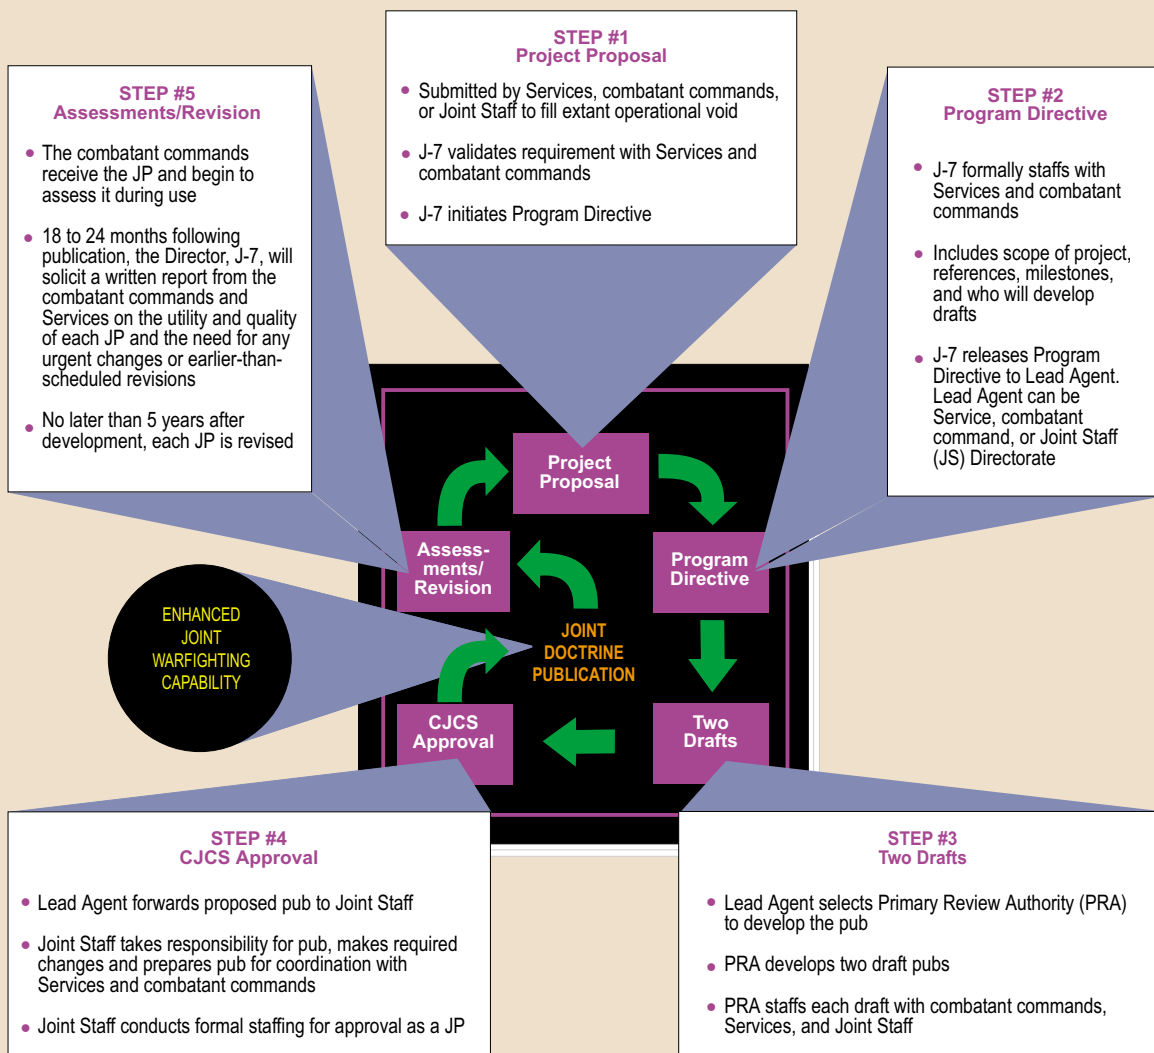 STEP #1
Project Proposal
• Submitted by Services, combatant commands,
or Joint Staff to fill extant operational void
• J-7 validates requirement with Services and
combatant commands
• J-7 initiates Program Directive
STEP #5
Assessments/Revision
• The combatant commands
receive the JP and begin to
assess it during use
• 18 to 24 months following
publication, the Director, J-7, will
solicit a written report from the
combatant commands and
Services on the utility and quality
of each JP and the need for any
urgent changes or earlier-than-
scheduled revisions
• No later than 5 years after
development, each JP is revised
STEP #2
Program Directive
• J-7 formally staffs with
Services and combatant
commands
• Includes scope of project,
references, milestones,
and who will develop
drafts
• J-7 releases Program
Directive to Lead Agent.
Lead Agent can be
Service, combatant
command, or Joint Staff
(JS) Directorate
Project
Proposal
Assess-
ments/
Revision
Program
Directive
ENHANCED
JOINT
WARFIGHTING
CAPABILITY
JOINT
DOCTRINE
PUBLICATION
CJCS
Approval
Two
Drafts
STEP #4
CJCS Approval
• Lead Agent forwards proposed pub to Joint Staff
• Joint Staff takes responsibility for pub, makes required
changes and prepares pub for coordination with
Services and combatant commands
• Joint Staff conducts formal staffing for approval as a JP
STEP #3
Two Drafts
• Lead Agent selects Primary Review Authority (PRA)
to develop the pub
• PRA develops two draft pubs
• PRA staffs each draft with combatant commands,
Services, and Joint Staff